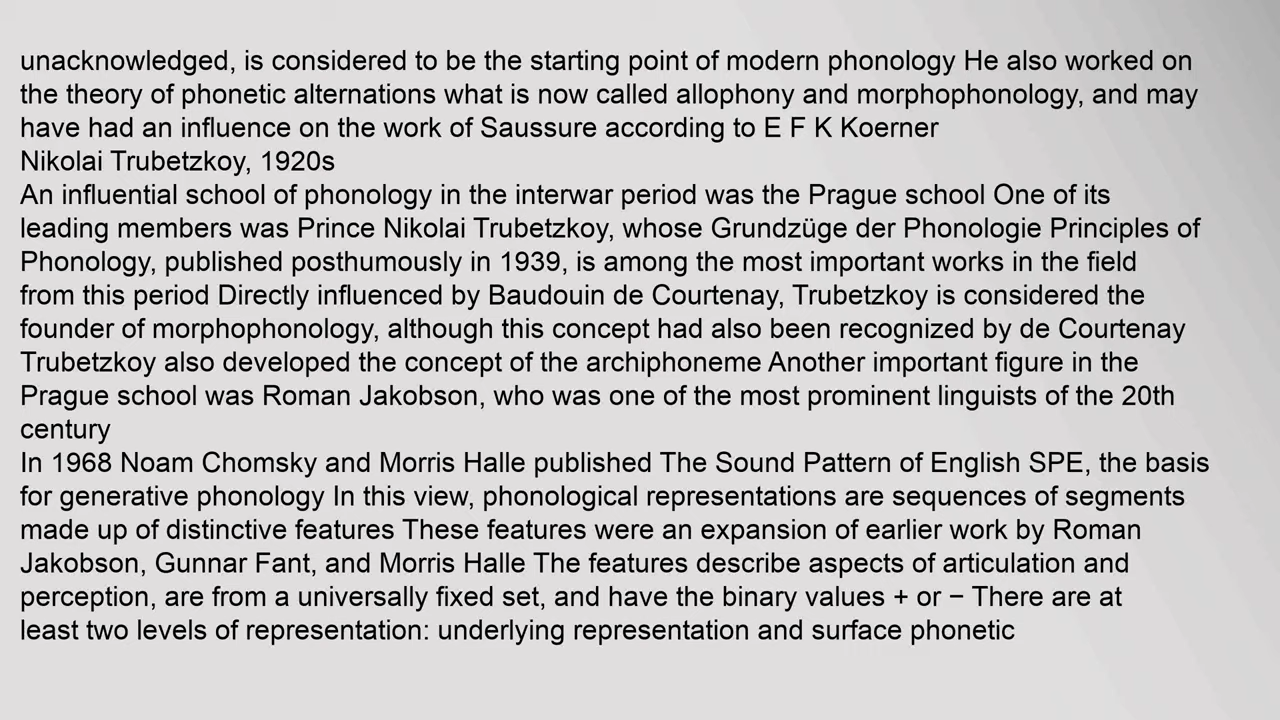 unacknowledged, is considered to be the starting point of modern phonology He also worked on
the theory of phonetic alternations what is now called allophony and morphophonology, and may
have had an influence on the work of Saussure according to E F K Koerner
Nikolai Trubetzkoy, 1920s
An influential school of phonology in the interwar period was the Prague school One of its
leading members was Prince Nikolai Trubetzkoy, whose Grundzüge der Phonologie Principles of
Phonology, published posthumously in 1939, is among the most important works in the field
from this period Directly influenced by Baudouin de Courtenay, Trubetzkoy is considered the
founder of morphophonology, although this concept had also been recognized by de Courtenay
Trubetzkoy also developed the concept of the archiphoneme Another important figure in the
Prague school was Roman Jakobson, who was one of the most prominent linguists of the 20th
century
In 1968 Noam Chomsky and Morris Halle published The Sound Pattern of English SPE, the basis
for generative phonology In this view, phonological representations are sequences of segments
made up of distinctive features These features were an expansion of earlier work by Roman
Jakobson, Gunnar Fant, and Morris Halle The features describe aspects of articulation and
perception, are from a universally fixed set, and have the binary values + or − There are at
least two levels of representation: underlying representation and surface phonetic